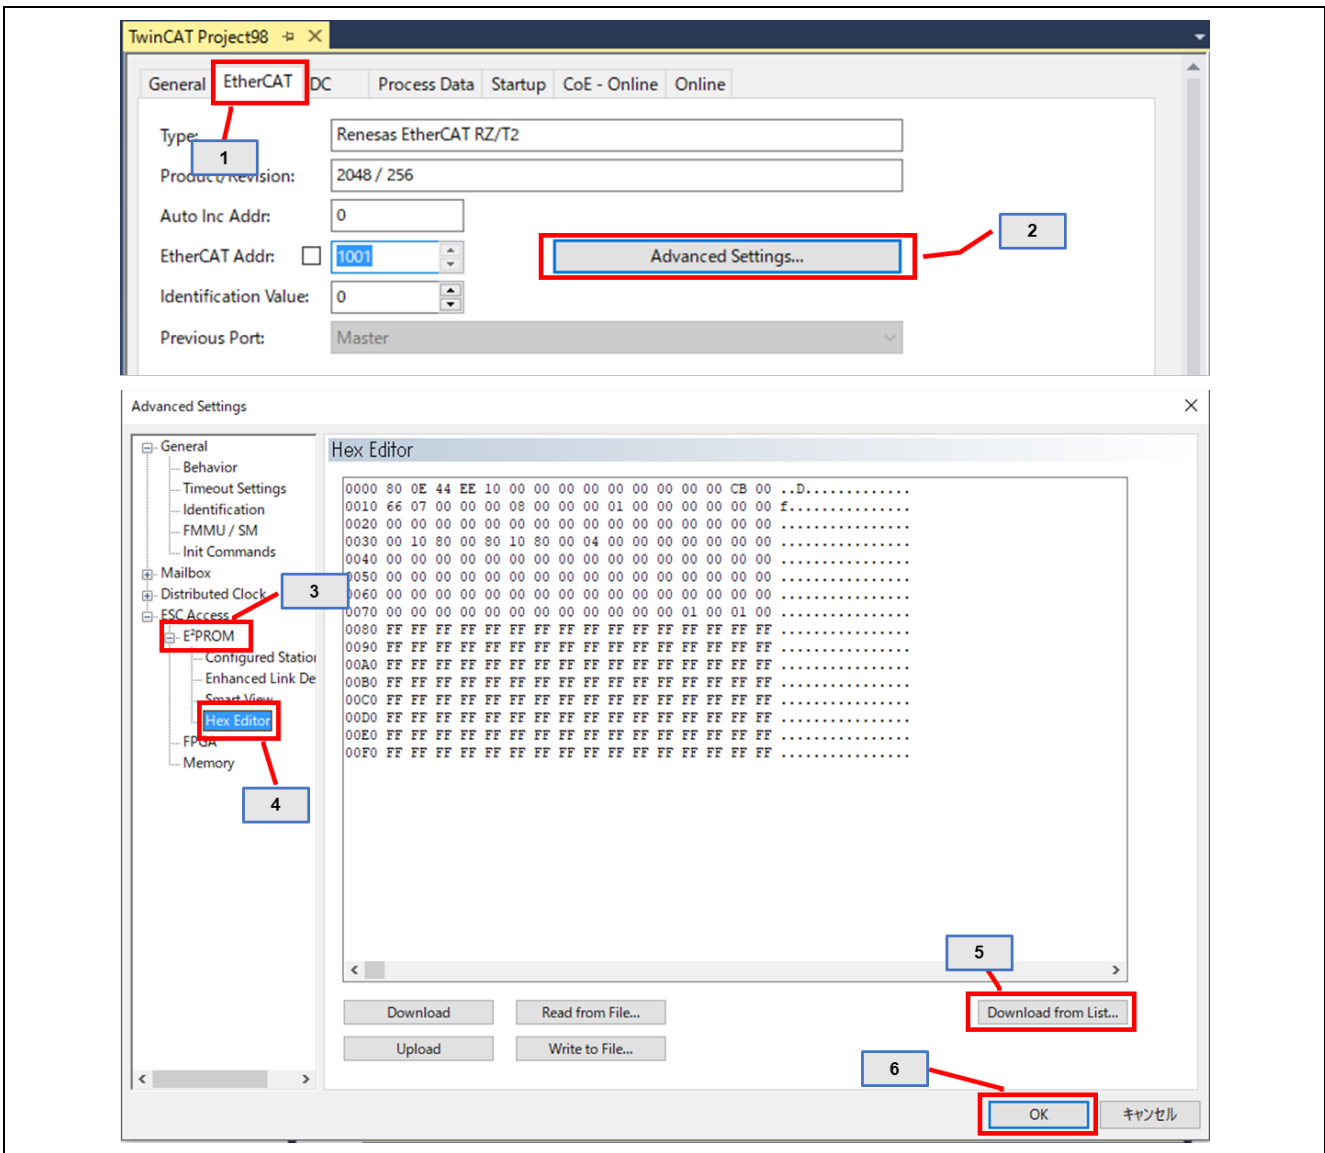 TwinCAT Project98
General EtherCAT DC Process Data Startup CoE - Online Online
Type: Renesas EtherCAT RZ/T2
1
Product/Revision: 2048 / 256
Auto Inc Addr: 0
2
EtherCAT Addr: 1001 Advanced Settings...
Identification Value: 0
Previous Port: Master
Advanced Settings
General
Behavior
Timeout Settings
Identification
FMMU / SM
Init Commands
Mailbox
Distributed Clock
3
ESC Access
E²PROM
Configured Station
Enhanced Link De
Smart View
Hex Editor
FPGA
Memory
4
Hex Editor
0000 80 0E 44 EE 10 00 00 00 00 00 00 00 00 00 CB 00 ..D.............
0010 66 07 00 00 00 08 00 00 00 01 00 00 00 00 00 00 f...............
0020 00 00 00 00 00 00 00 00 00 00 00 00 00 00 00 00 ................
0030 00 10 80 00 80 10 80 00 04 00 00 00 00 00 00 00 ................
0040 00 00 00 00 00 00 00 00 00 00 00 00 00 00 00 00 ................
0050 00 00 00 00 00 00 00 00 00 00 00 00 00 00 00 00 ................
0060 00 00 00 00 00 00 00 00 00 00 00 00 00 00 00 00 ................
0070 00 00 00 00 00 00 00 00 00 00 00 00 01 00 01 00 ................
0080 FF FF FF FF FF FF FF FF FF FF FF FF FF FF FF FF ................
0090 FF FF FF FF FF FF FF FF FF FF FF FF FF FF FF FF ................
00A0 FF FF FF FF FF FF FF FF FF FF FF FF FF FF FF FF ................
00B0 FF FF FF FF FF FF FF FF FF FF FF FF FF FF FF FF ................
00C0 FF FF FF FF FF FF FF FF FF FF FF FF FF FF FF FF ................
00D0 FF FF FF FF FF FF FF FF FF FF FF FF FF FF FF FF ................
00E0 FF FF FF FF FF FF FF FF FF FF FF FF FF FF FF FF ................
00F0 FF FF FF FF FF FF FF FF FF FF FF FF FF FF FF FF ................
5
Download Read from File... Download from List...
Upload Write to File...
6
OK キャンセル